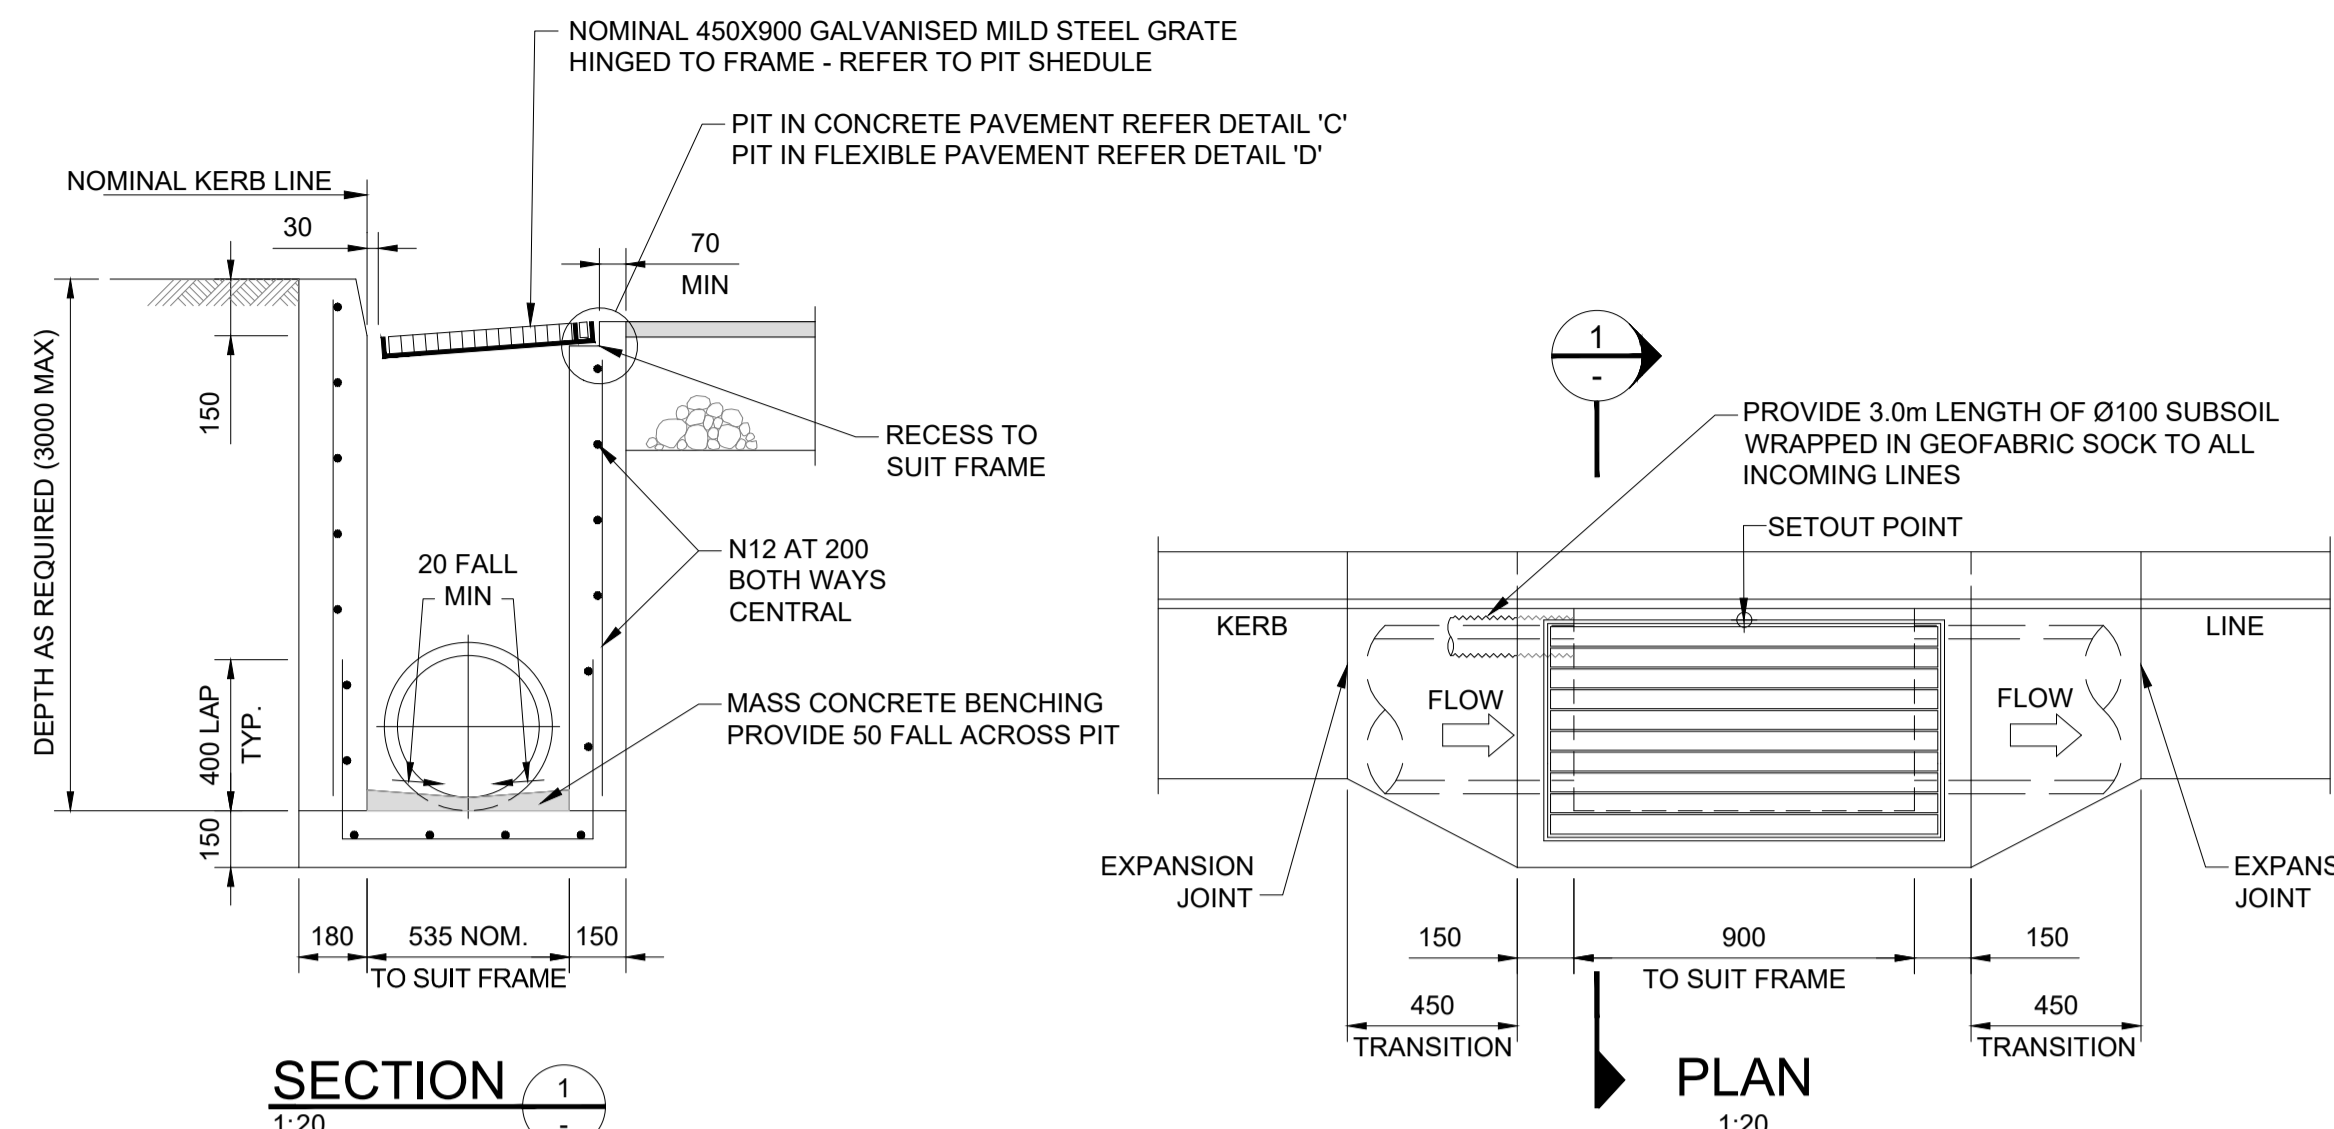 NOMINAL 450X900 GALVANISED MILD STEEL GRATE
HINGED TO FRAME - REFER TO PIT SHEDULE
PIT IN CONCRETE PAVEMENT REFER DETAIL 'C'
PIT IN FLEXIBLE PAVEMENT REFER DETAIL 'D'
NOMINAL KERB LINE
30
70
MIN
150
DEPTH AS REQUIRED (3000 MAX)
RECESS TO
SUIT FRAME
N12 AT 200
BOTH WAYS
CENTRAL
20 FALL
MIN
400 LAP
TYP.
MASS CONCRETE BENCHING
PROVIDE 50 FALL ACROSS PIT
150
180
535 NOM.
150
TO SUIT FRAME
SECTION
1
-
1:20
1
-
PROVIDE 3.0m LENGTH OF Ø100 SUBSOIL
WRAPPED IN GEOFABRIC SOCK TO ALL
INCOMING LINES
SETOUT POINT
KERB
LINE
FLOW
FLOW
EXPANSION
JOINT
EXPANS
JOINT
150
900
150
TO SUIT FRAME
450
450
TRANSITION
TRANSITION
PLAN
1:20